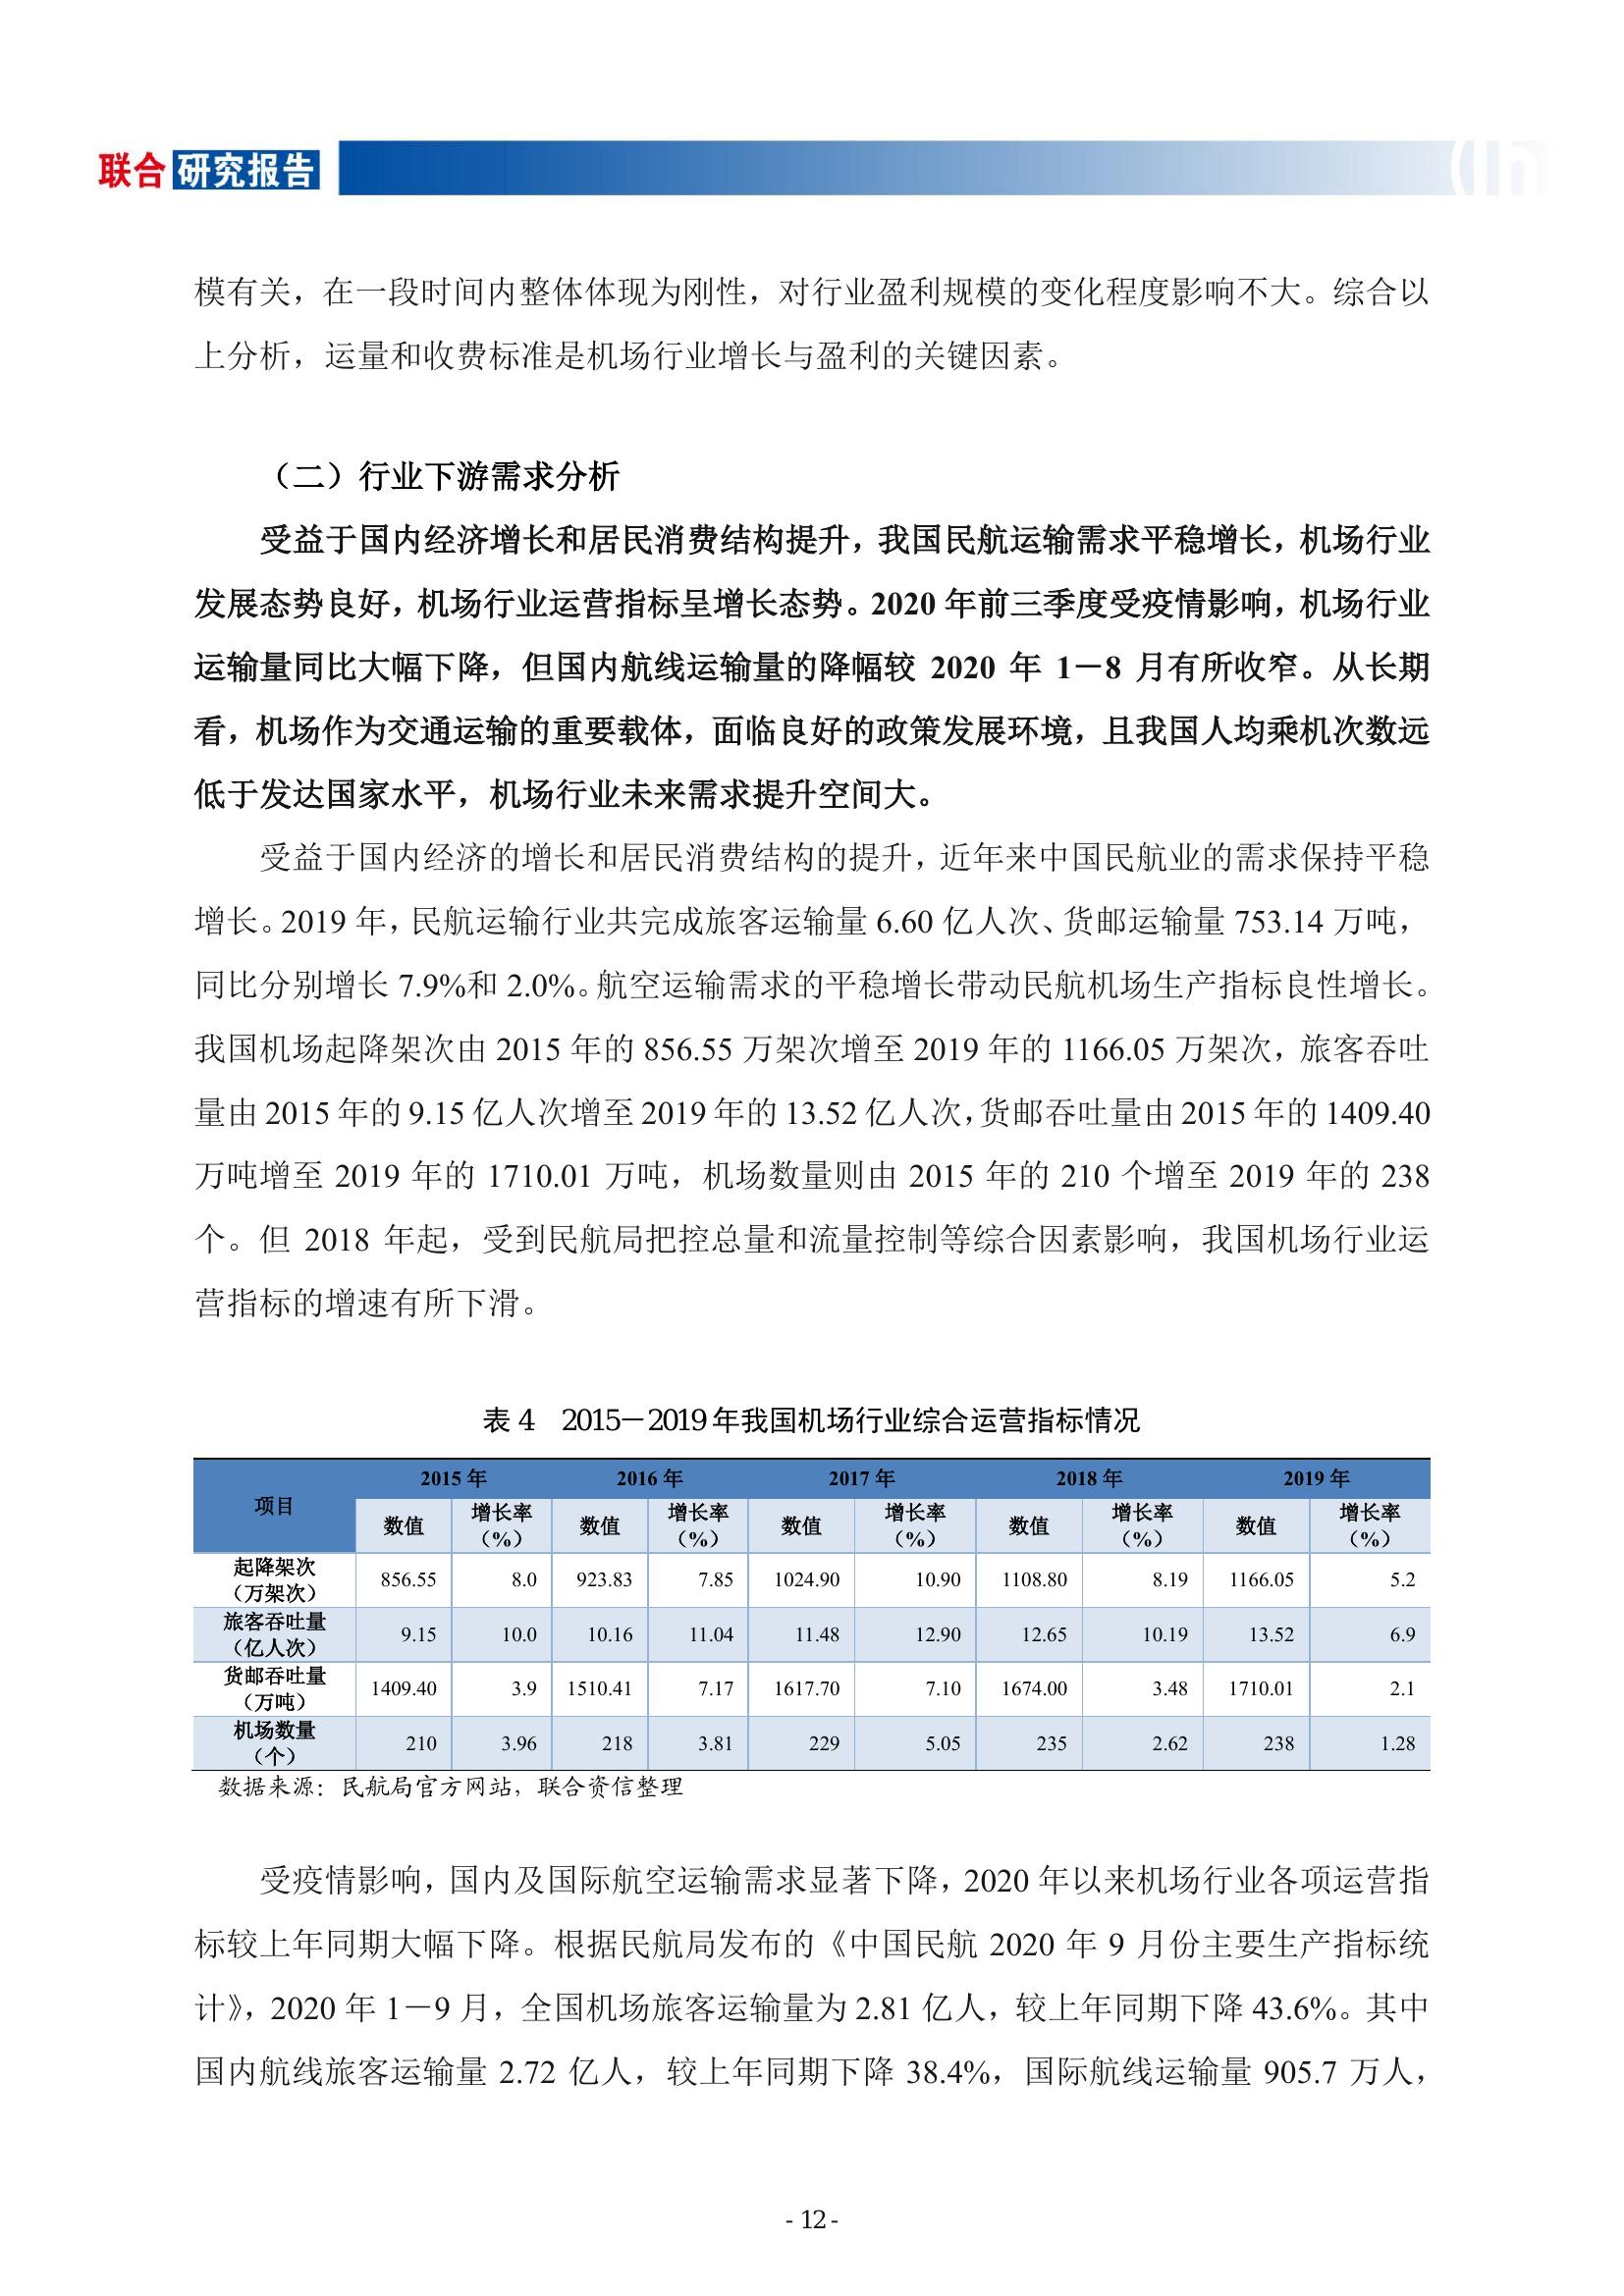 联合研究报告
模有关，在一段时间内整体体现为刚性，对行业盈利规模的变化程度影响不大。综合以
上分析，运量和收费标准是机场行业增长与盈利的关键因素。
（二）行业下游需求分析
受益于国内经济增长和居民消费结构提升，我国民航运输需求平稳增长，机场行业
发展态势良好，机场行业运营指标呈增长态势。2020 年前三季度受疫情影响，机场行业
运输量同比大幅下降，但国内航线运输量的降幅较 2020 年 1－8 月有所收窄。从长期
看，机场作为交通运输的重要载体，面临良好的政策发展环境，且我国人均乘机次数远
低于发达国家水平，机场行业未来需求提升空间大。
受益于国内经济的增长和居民消费结构的提升，近年来中国民航业的需求保持平稳
增长。2019 年，民航运输行业共完成旅客运输量 6.60 亿人次、货邮运输量 753.14 万吨，
同比分别增长 7.9%和 2.0%。航空运输需求的平稳增长带动民航机场生产指标良性增长。
我国机场起降架次由 2015 年的 856.55 万架次增至 2019 年的 1166.05 万架次，旅客吞吐
量由 2015 年的 9.15 亿人次增至 2019 年的 13.52 亿人次，货邮吞吐量由 2015 年的 1409.40
万吨增至 2019 年的 1710.01 万吨，机场数量则由 2015 年的 210 个增至 2019 年的 238
个。但 2018 年起，受到民航局把控总量和流量控制等综合因素影响，我国机场行业运
营指标的增速有所下滑。
表 4 2015－2019 年我国机场行业综合运营指标情况
项目 2015 年 2016 年 2017 年 2018 年 2019 年
数值 增长率（%） 数值 增长率（%） 数值 增长率（%） 数值 增长率（%） 数值 增长率（%）
起降架次（万架次） 856.55 8.0 923.83 7.85 1024.90 10.90 1108.80 8.19 1166.05 5.2
旅客吞吐量（亿人次） 9.15 10.0 10.16 11.04 11.48 12.90 12.65 10.19 13.52 6.9
货邮吞吐量（万吨） 1409.40 3.9 1510.41 7.17 1617.70 7.10 1674.00 3.48 1710.01 2.1
机场数量（个） 210 3.96 218 3.81 229 5.05 235 2.62 238 1.28
数据来源：民航局官方网站，联合资信整理
受疫情影响，国内及国际航空运输需求显著下降，2020 年以来机场行业各项运营指
标较上年同期大幅下降。根据民航局发布的《中国民航 2020 年 9 月份主要生产指标统
计》，2020 年 1－9 月，全国机场旅客运输量为 2.81 亿人，较上年同期下降 43.6%。其中
国内航线旅客运输量 2.72 亿人，较上年同期下降 38.4%，国际航线运输量 905.7 万人，
- 12 -